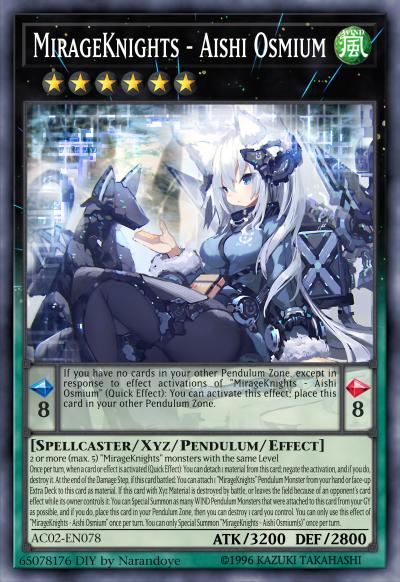 MirageKnights - Aishi Osmium
WIND
風
If you have no cards in your other Pendulum Zone, except in
response to effect activations of "MirageKnights - Aishi
Osmium" (Quick Effect): You can activate this effect; place this
card in your other Pendulum Zone.
8
8
[Spellcaster/Xyz/Pendulum/Effect]
2 or more (max. 5) "MirageKnights" monsters with the same Level
Once per turn, when a card or effect is activated (Quick Effect): You can detach 1 material from this card; negate the activation, and if you do,
destroy it. At the end of the Damage Step, if this card battled: You can attach 1 "MirageKnights" Pendulum Monster from your hand or face-up
Extra Deck to this card as material. If this card with Xyz Material is destroyed by battle, or leaves the field because of an opponent's card
effect while its owner controls it: You can Special Summon as many WIND Pendulum Monsters that were attached to this card from your GY
as possible, and if you do, place this card in your Pendulum Zone, then you can destroy 1 card you control. You can only use this effect of
"MirageKnights - Aishi Osmium" once per turn. You can only Special Summon "MirageKnights - Aishi Osmium(s)" once per turn.
AC02-EN078
ATK/3200 DEF/2800
65078176 DIY by Narandoye
©1996 KAZUKI TAKAHASHI